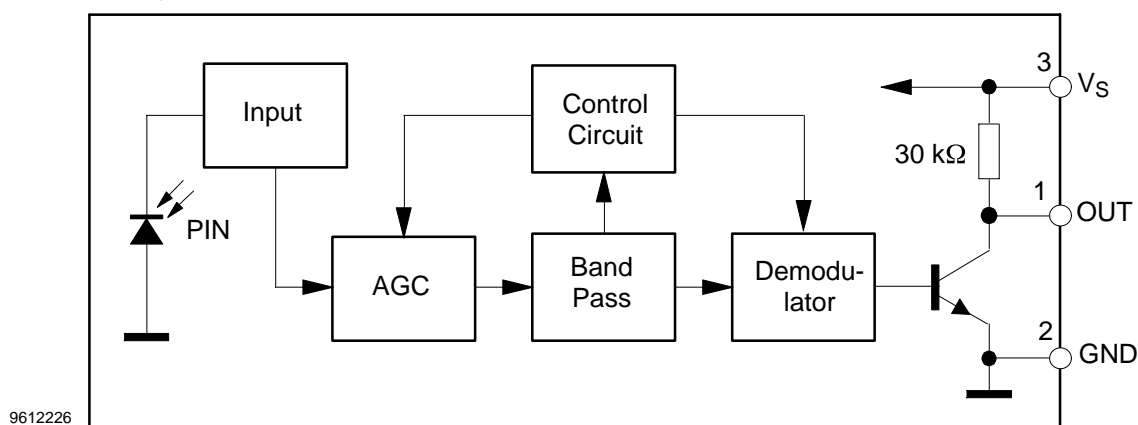 Input
Control
Circuit
3
VS
30 kΩ
1
OUT
PIN
AGC
Band
Pass
Demodu-
lator
2
GND
9612226